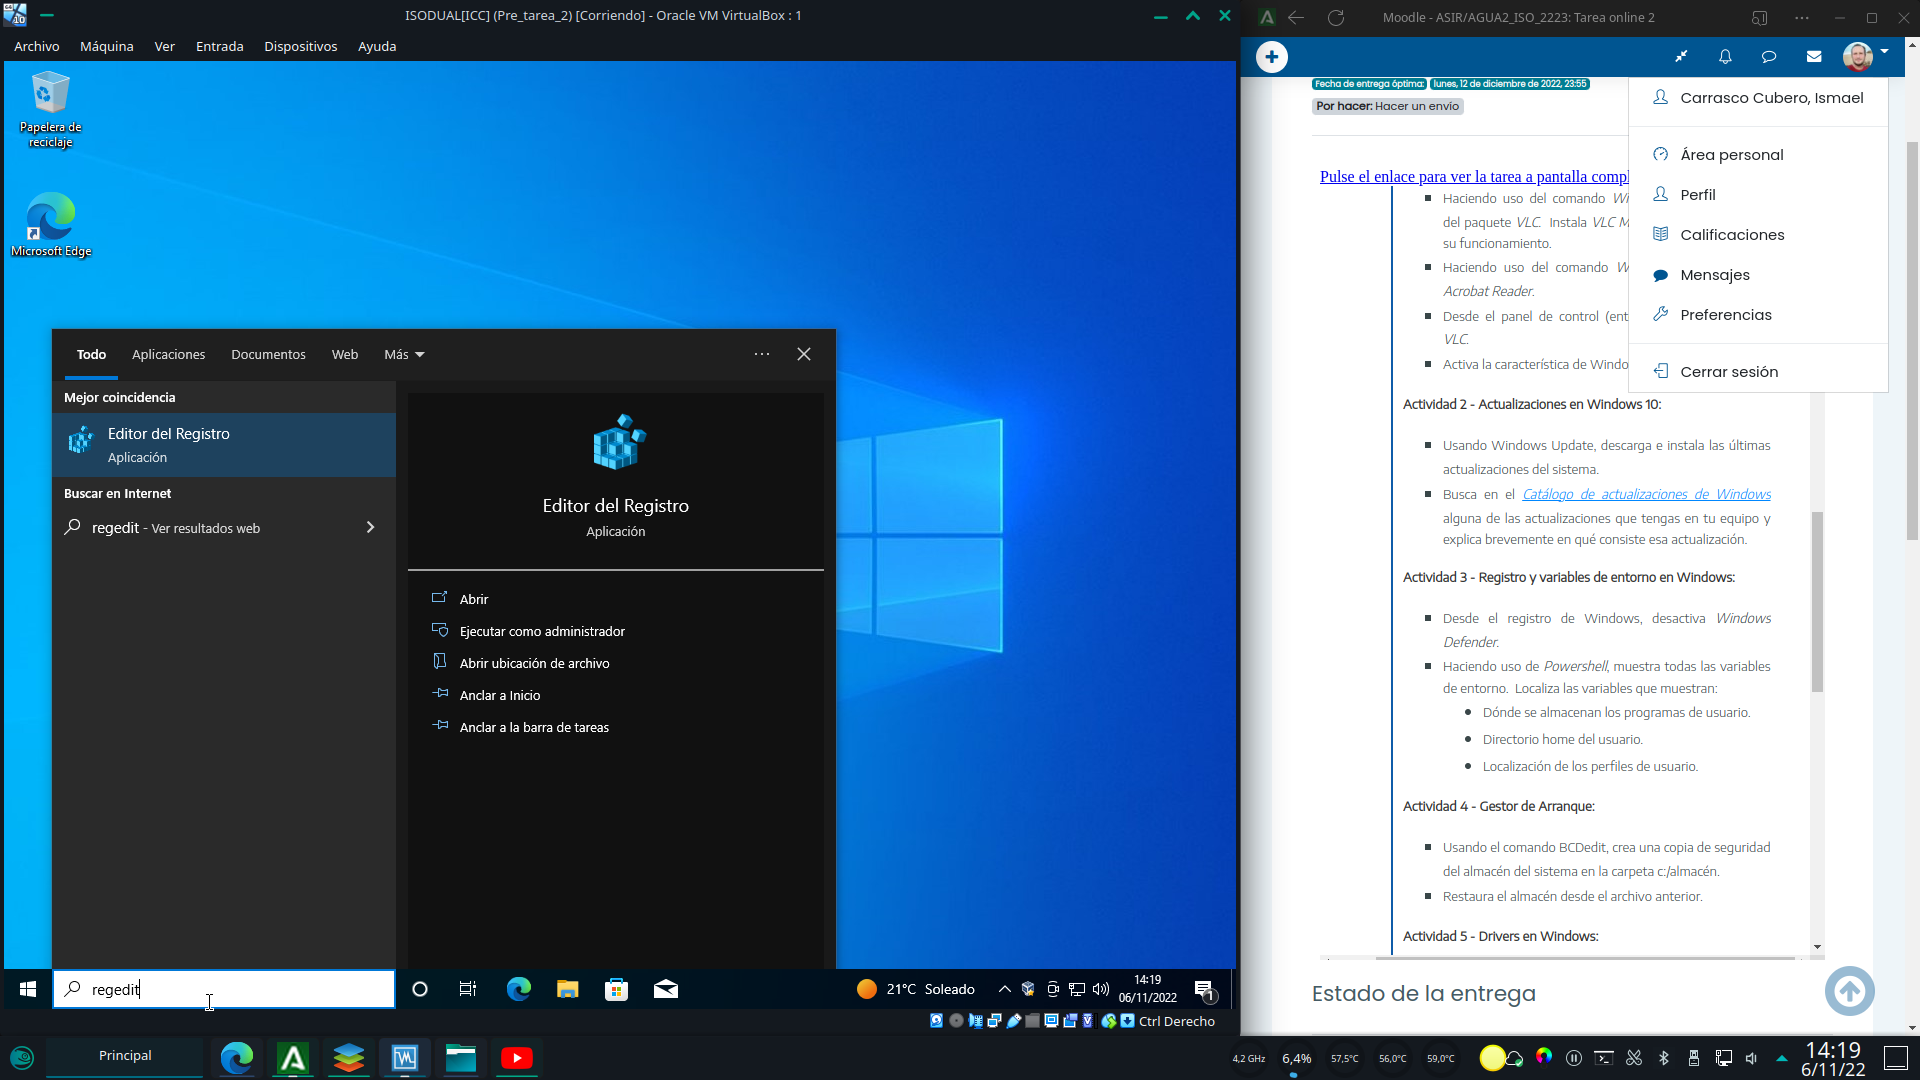 ISODUAL[ICC] (Pre_tarea_2) [Corriendo] - Oracle VM VirtualBox : 1
Archivo Máquina Ver Entrada Dispositivos Ayuda
Papelera de
reciclaje
Microsoft Edge
Todo Aplicaciones Documentos Web Más
Mejor coincidencia
Editor del Registro
Aplicación
Buscar en Internet
regedit - Ver resultados web
Editor del Registro
Aplicación
Abrir
Ejecutar como administrador
Abrir ubicación de archivo
Anclar a Inicio
Anclar a la barra de tareas
regedit
21°C Soleado
14:19
06/11/2022
1
Ctrl Derecho
Moodle - ASIR/AGUA2_ISO_2223: Tarea online 2
Fecha de entrega óptima: lunes, 12 de diciembre de 2022, 23:55
Por hacer: Hacer un envío
Carrasco Cubero, Ismael
Área personal
Perfil
Calificaciones
Mensajes
Preferencias
Cerrar sesión
Pulse el enlace para ver la tarea a pantalla compl
Haciendo uso del comando Wi
del paquete VLC. Instala VLC M
su funcionamiento.
Haciendo uso del comando W
Acrobat Reader.
Desde el panel de control (ent
VLC.
Activa la característica de Windo
Actividad 2 - Actualizaciones en Windows 10:
Usando Windows Update, descarga e instala las últimas
actualizaciones del sistema.
Busca en el Catálogo de actualizaciones de Windows
alguna de las actualizaciones que tengas en tu equipo y
explica brevemente en qué consiste esa actualización.
Actividad 3 - Registro y variables de entorno en Windows:
Desde el registro de Windows, desactiva Windows
Defender.
Haciendo uso de Powershell, muestra todas las variables
de entorno. Localiza las variables que muestran:
Dónde se almacenan los programas de usuario.
Directorio home del usuario.
Localización de los perfiles de usuario.
Actividad 4 - Gestor de Arranque:
Usando el comando BCDedit, crea una copia de seguridad
del almacén del sistema en la carpeta c:/almacén.
Restaura el almacén desde el archivo anterior.
Actividad 5 - Drivers en Windows:
Estado de la entrega
Principal
4,2 GHz 6,4% 57,5°C 56,0°C 59,0°C
14:19
6/11/22